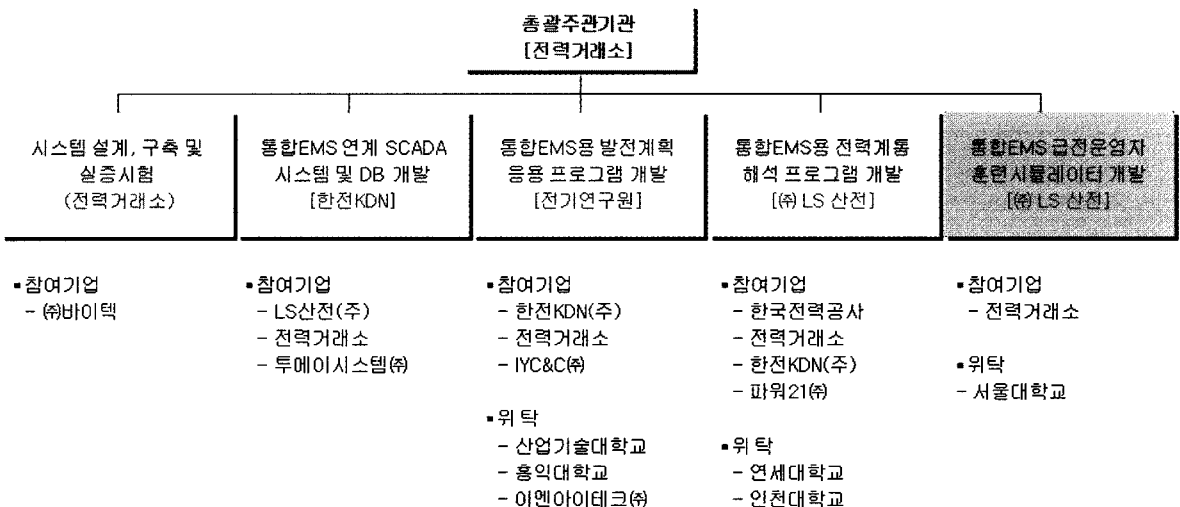 총괄주관기관
[전력거래소]
시스템 설계, 구축 및
실증시험
(전력거래소)
통합EMS 연계 SCADA
시스템 및 DB 개발
[한전KDN]
통합EMS용 발전계획
응용 프로그램 개발
[전기연구원]
통합EMS용 전력계통
해석 프로그램 개발
[㈜ LS 산전]
통합EMS 급전운영자
훈련시뮬레이터 개발
[㈜ LS 산전]
▪참여기업
- ㈜바이텍
▪참여기업
- LS산전(주)
- 전력거래소
- 투에이시스템㈜
▪참여기업
- 한전KDN(주)
- 전력거래소
- IYC&C㈜
▪위 탁
- 산업기술대학교
- 홍익대학교
- 이엔아이테크㈜
▪참여기업
- 한국전력공사
- 전력거래소
- 한전KDN(주)
- 파워21㈜
▪위 탁
- 연세대학교
- 인천대학교
▪참여기업
- 전력거래소
▪위탁
- 서울대학교